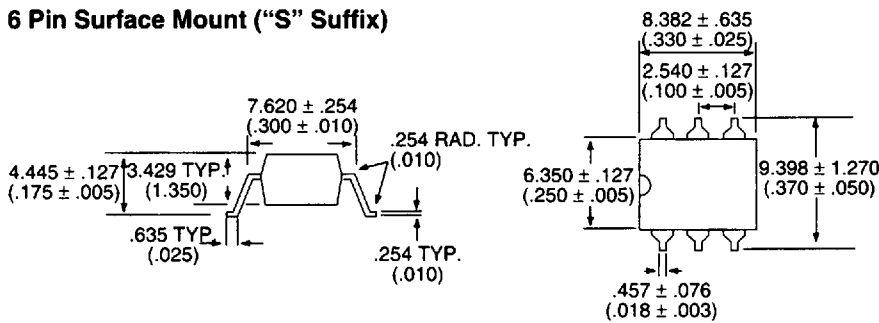 6 Pin Surface Mount (“S” Suffix)
8.382 ± .635
(.330 ± .025)
2.540 ± .127
(.100 ± .005)
7.620 ± .254
(.300 ± .010)
.254 RAD. TYP.
(.010)
4.445 ± .127
(.175 ± .005)
3.429 TYP.
(1.350)
6.350 ± .127
(.250 ± .005)
9.398 ± 1.270
(.370 ± .050)
.635 TYP.
(.025)
.254 TYP.
(.010)
.457 ± .076
(.018 ± .003)